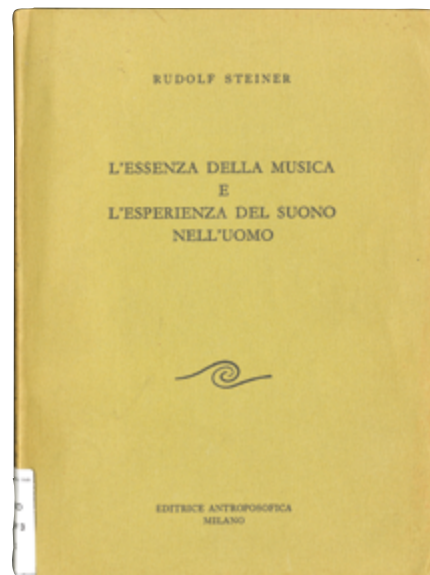 RUDOLF STEINER
L'ESSENZA DELLA MUSICA
E
L'ESPERIENZA DEL SUONO
NELL'UOMO
EDITRICE ANTROPOSOFICA
MILANO